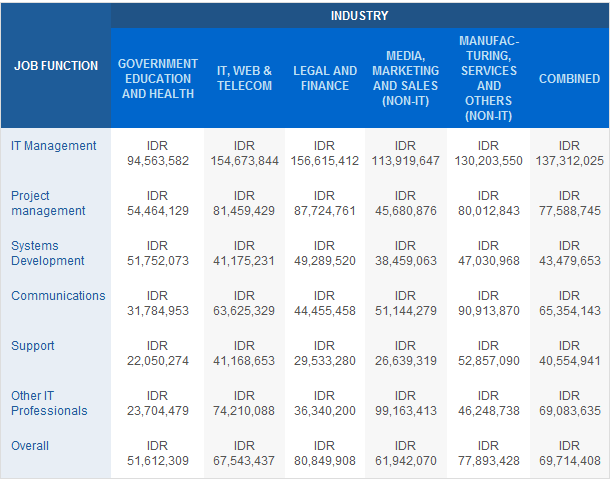 INDUSTRY
JOB FUNCTION
GOVERNMENT
EDUCATION
AND HEALTH
IT, WEB &
TELECOM
LEGAL AND
FINANCE
MEDIA,
MARKETING
AND SALES
(NON-IT)
MANUFAC-
TURING,
SERVICES
AND
OTHERS
(NON-IT)
COMBINED
IT Management
IDR
94,563,582
IDR
154,673,844
IDR
156,615,412
IDR
113,919,647
IDR
130,203,550
IDR
137,312,025
Project
management
IDR
54,464,129
IDR
81,459,429
IDR
87,724,761
IDR
45,680,876
IDR
80,012,843
IDR
77,588,745
Systems
Development
IDR
51,752,073
IDR
41,175,231
IDR
49,289,520
IDR
38,459,063
IDR
47,030,968
IDR
43,479,653
Communications
IDR
31,784,953
IDR
63,625,329
IDR
44,455,458
IDR
51,144,279
IDR
90,913,870
IDR
65,354,143
Support
IDR
22,050,274
IDR
41,168,653
IDR
29,533,280
IDR
26,639,319
IDR
52,857,090
IDR
40,554,941
Other IT
Professionals
IDR
23,704,479
IDR
74,210,088
IDR
36,340,200
IDR
99,163,413
IDR
46,248,738
IDR
69,083,635
Overall
IDR
51,612,309
IDR
67,543,437
IDR
80,849,908
IDR
61,942,070
IDR
77,893,428
IDR
69,714,408